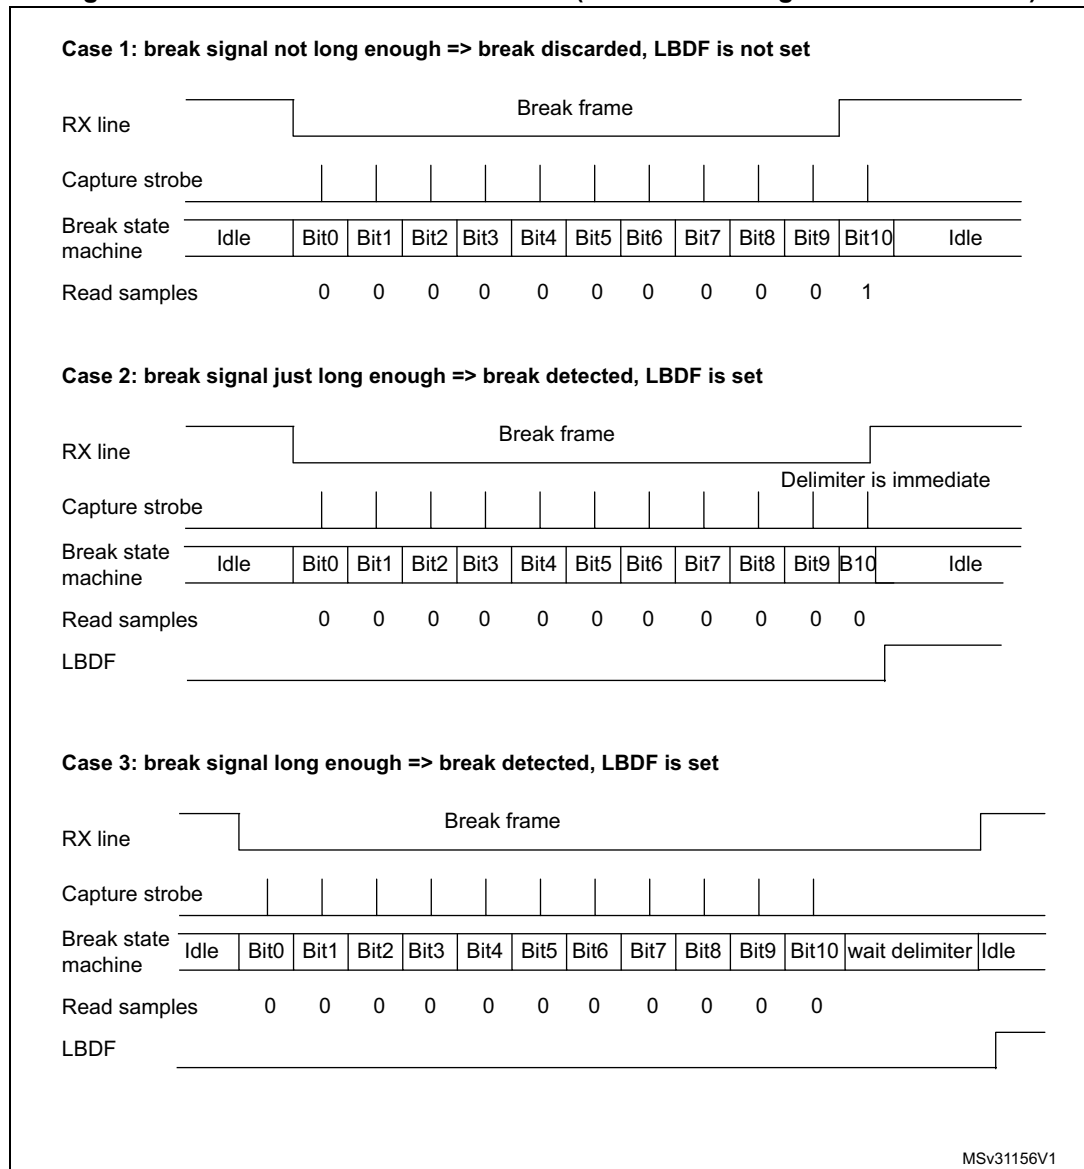 Case 1: break signal not long enough => break discarded, LBDF is not set
Break frame
RX line
Capture strobe
Break state machine Idle Bit0 Bit1 Bit2 Bit3 Bit4 Bit5 Bit6 Bit7 Bit8 Bit9 Bit10 Idle
Read samples 0 0 0 0 0 0 0 0 0 0 1
Case 2: break signal just long enough => break detected, LBDF is set
Break frame
RX line
Delimiter is immediate
Capture strobe
Break state machine Idle Bit0 Bit1 Bit2 Bit3 Bit4 Bit5 Bit6 Bit7 Bit8 Bit9 B10 Idle
Read samples 0 0 0 0 0 0 0 0 0 0 0
LBDF
Case 3: break signal long enough => break detected, LBDF is set
Break frame
RX line
Capture strobe
Break state machine Idle Bit0 Bit1 Bit2 Bit3 Bit4 Bit5 Bit6 Bit7 Bit8 Bit9 Bit10 wait delimiter Idle
Read samples 0 0 0 0 0 0 0 0 0 0 0
LBDF
MSv31156V1